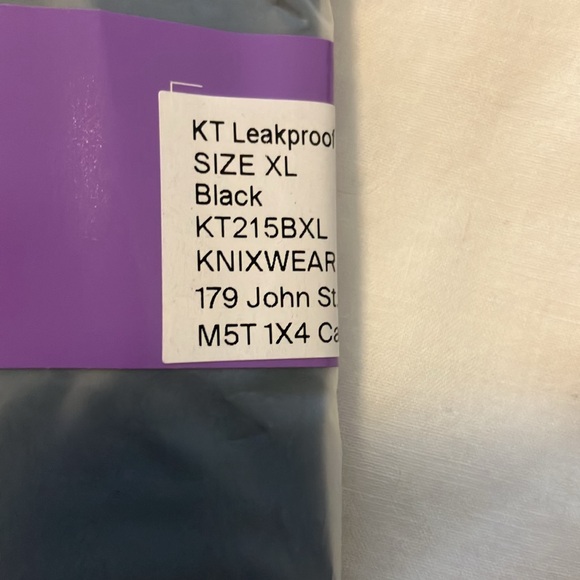 KT Leakproof
SIZE XL
Black
KT215BXL
KNIXWEAR
179 John St.
M5T 1X4 Ca